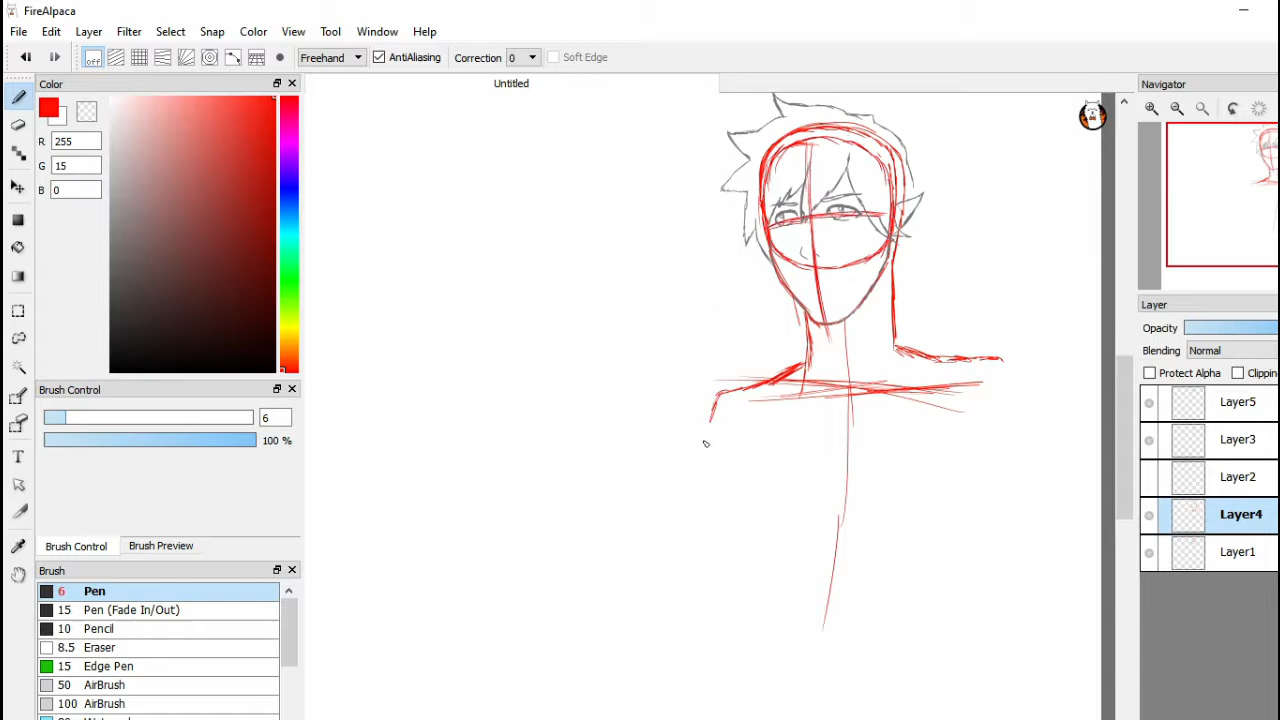 FireAlpaca
File Edit Layer Filter Select Snap Color View Tool Window Help
off Freehand AntiAliasing Correction 0 Soft Edge
Color
Untitled
Navigator
R 255
G 15
B 0
Layer
Opacity
Blending Normal
Protect Alpha Clipping
Brush Control
6
100 %
Layer5
Layer3
Layer2
Layer4
Layer1
Brush Control Brush Preview
Brush
6 Pen
15 Pen (Fade In/Out)
10 Pencil
8.5 Eraser
15 Edge Pen
50 AirBrush
100 AirBrush